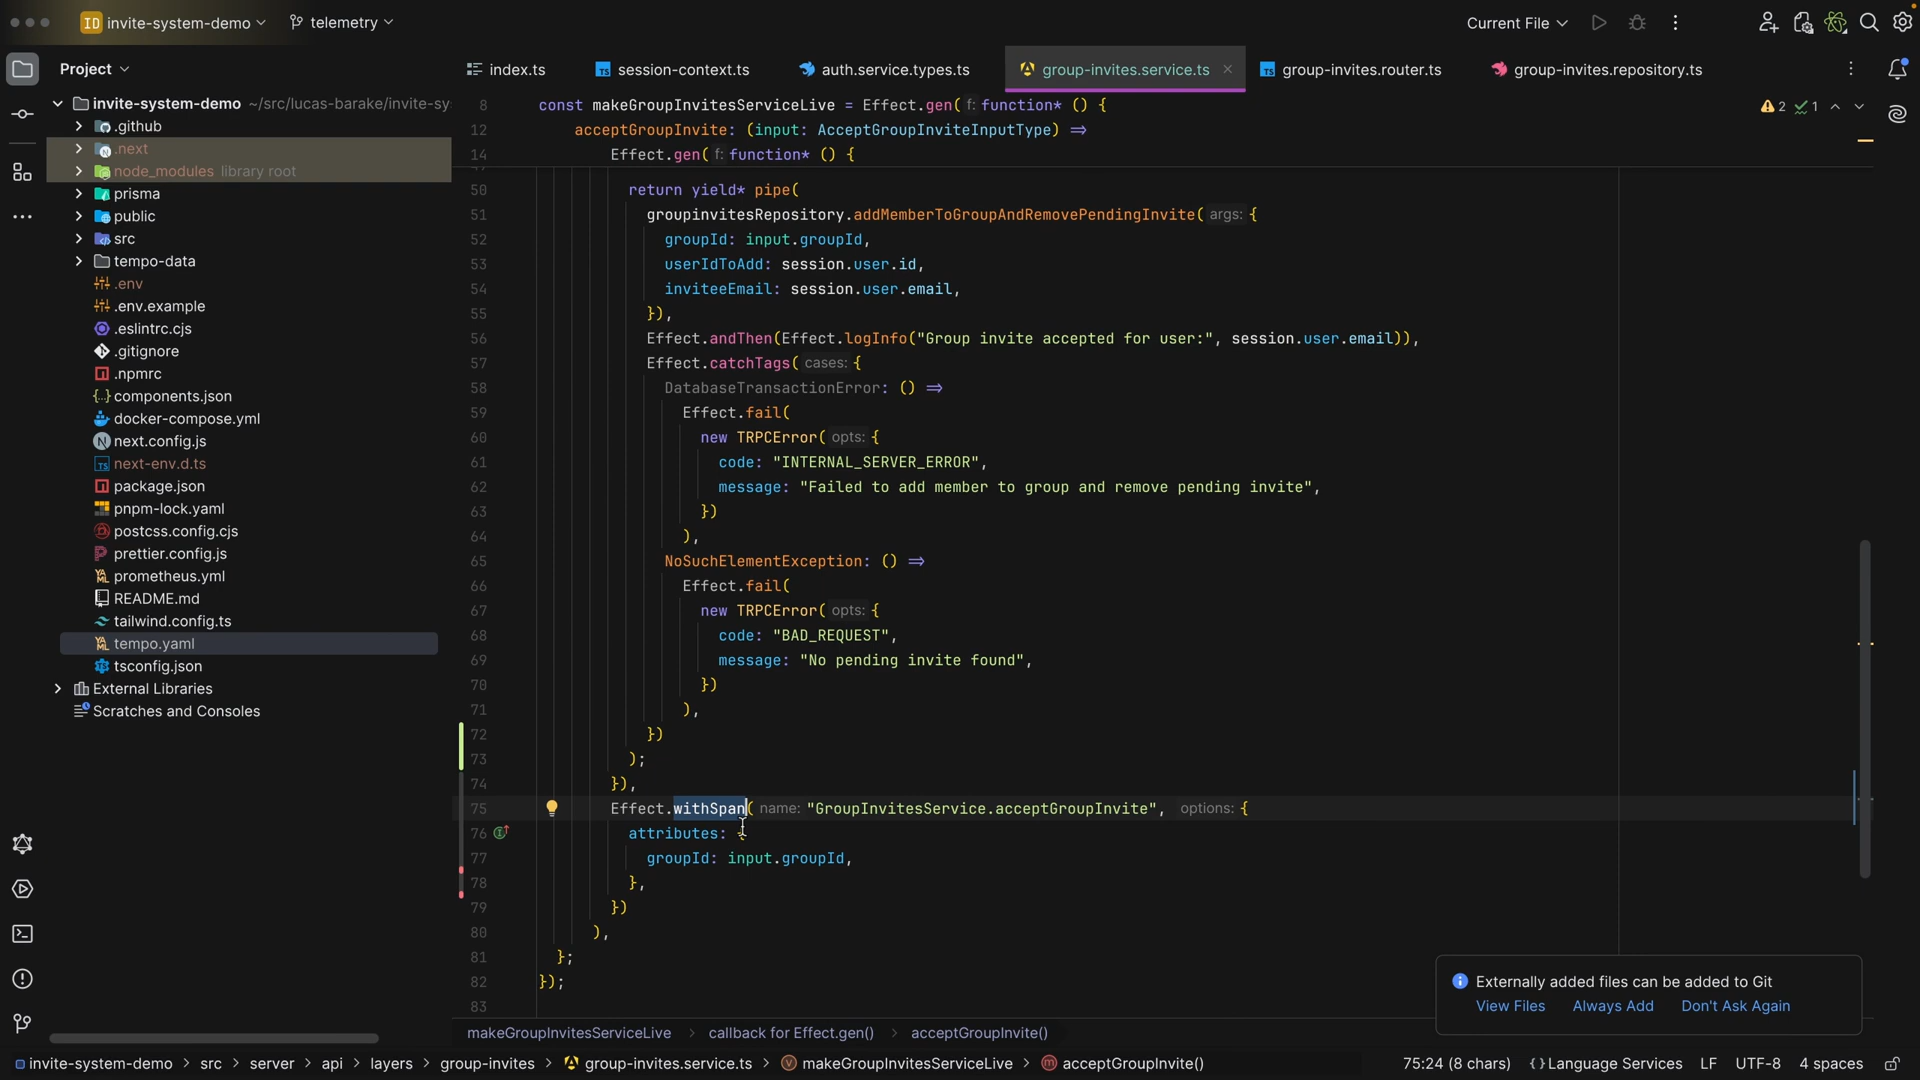 ID invite-system-demo
telemetry
Current File
Project
index.ts
session-context.ts
auth.service.types.ts
group-invites.service.ts
group-invites.router.ts
group-invites.repository.ts
invite-system-demo ~/src/lucas-barake/invite-sy
.github
.next
node_modules library root
prisma
public
src
tempo-data
.env
.env.example
.eslintrc.cjs
.gitignore
.npmrc
components.json
docker-compose.yml
next.config.js
next-env.d.ts
package.json
pnpm-lock.yaml
postcss.config.cjs
prettier.config.js
prometheus.yml
README.md
tailwind.config.ts
tempo.yaml
tsconfig.json
External Libraries
Scratches and Consoles
2 1
8 const makeGroupInvitesServiceLive = Effect.gen( f: function* () {
12 acceptGroupInvite: (input: AcceptGroupInviteInputType) ⇒
14 Effect.gen( f: function* () {
50 return yield* pipe(
51 groupinvitesRepository.addMemberToGroupAndRemovePendingInvite( args: {
52 groupId: input.groupId,
53 userIdToAdd: session.user.id,
54 inviteeEmail: session.user.email,
55 }),
56 Effect.andThen(Effect.logInfo("Group invite accepted for user:", session.user.email)),
57 Effect.catchTags( cases: {
58 DatabaseTransactionError: () ⇒
59 Effect.fail(
60 new TRPCError( opts: {
61 code: "INTERNAL_SERVER_ERROR",
62 message: "Failed to add member to group and remove pending invite",
63 })
64 ),
65 NoSuchElementException: () ⇒
66 Effect.fail(
67 new TRPCError( opts: {
68 code: "BAD_REQUEST",
69 message: "No pending invite found",
70 })
71 ),
72 })
73 );
74 }),
75 Effect.withSpan( name: "GroupInvitesService.acceptGroupInvite", options: {
76 attributes: {
77 groupId: input.groupId,
78 },
79 })
80 ),
81 };
82 });
83
Externally added files can be added to Git
View Files Always Add Don't Ask Again
makeGroupInvitesServiceLive > callback for Effect.gen() > acceptGroupInvite()
invite-system-demo > src > server > api > layers > group-invites > group-invites.service.ts > makeGroupInvitesServiceLive > acceptGroupInvite()
75:24 (8 chars) {} Language Services LF UTF-8 4 spaces